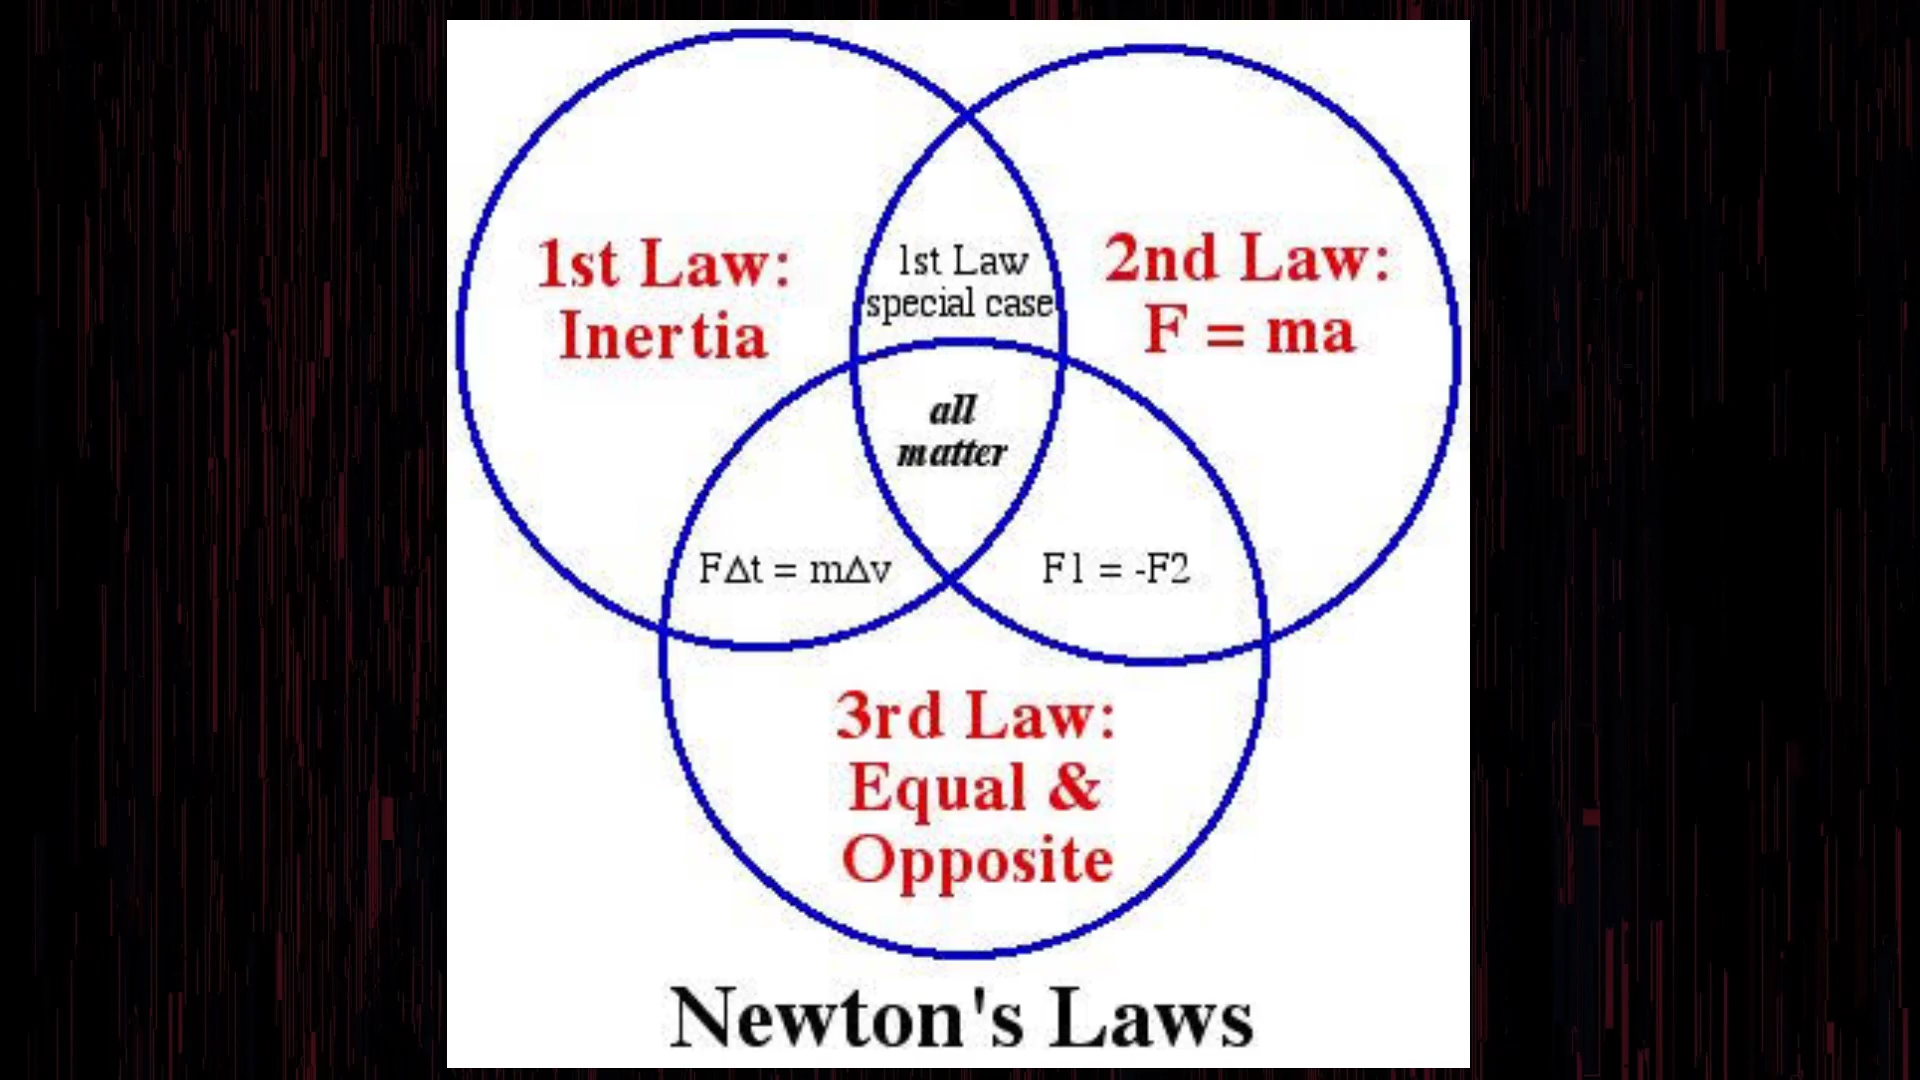 1st Law:
Inertia
1st Law
special case
2nd Law:
F = ma
all
matter
FΔt = mΔv
F1 = -F2
3rd Law:
Equal &
Opposite
Newton's Laws